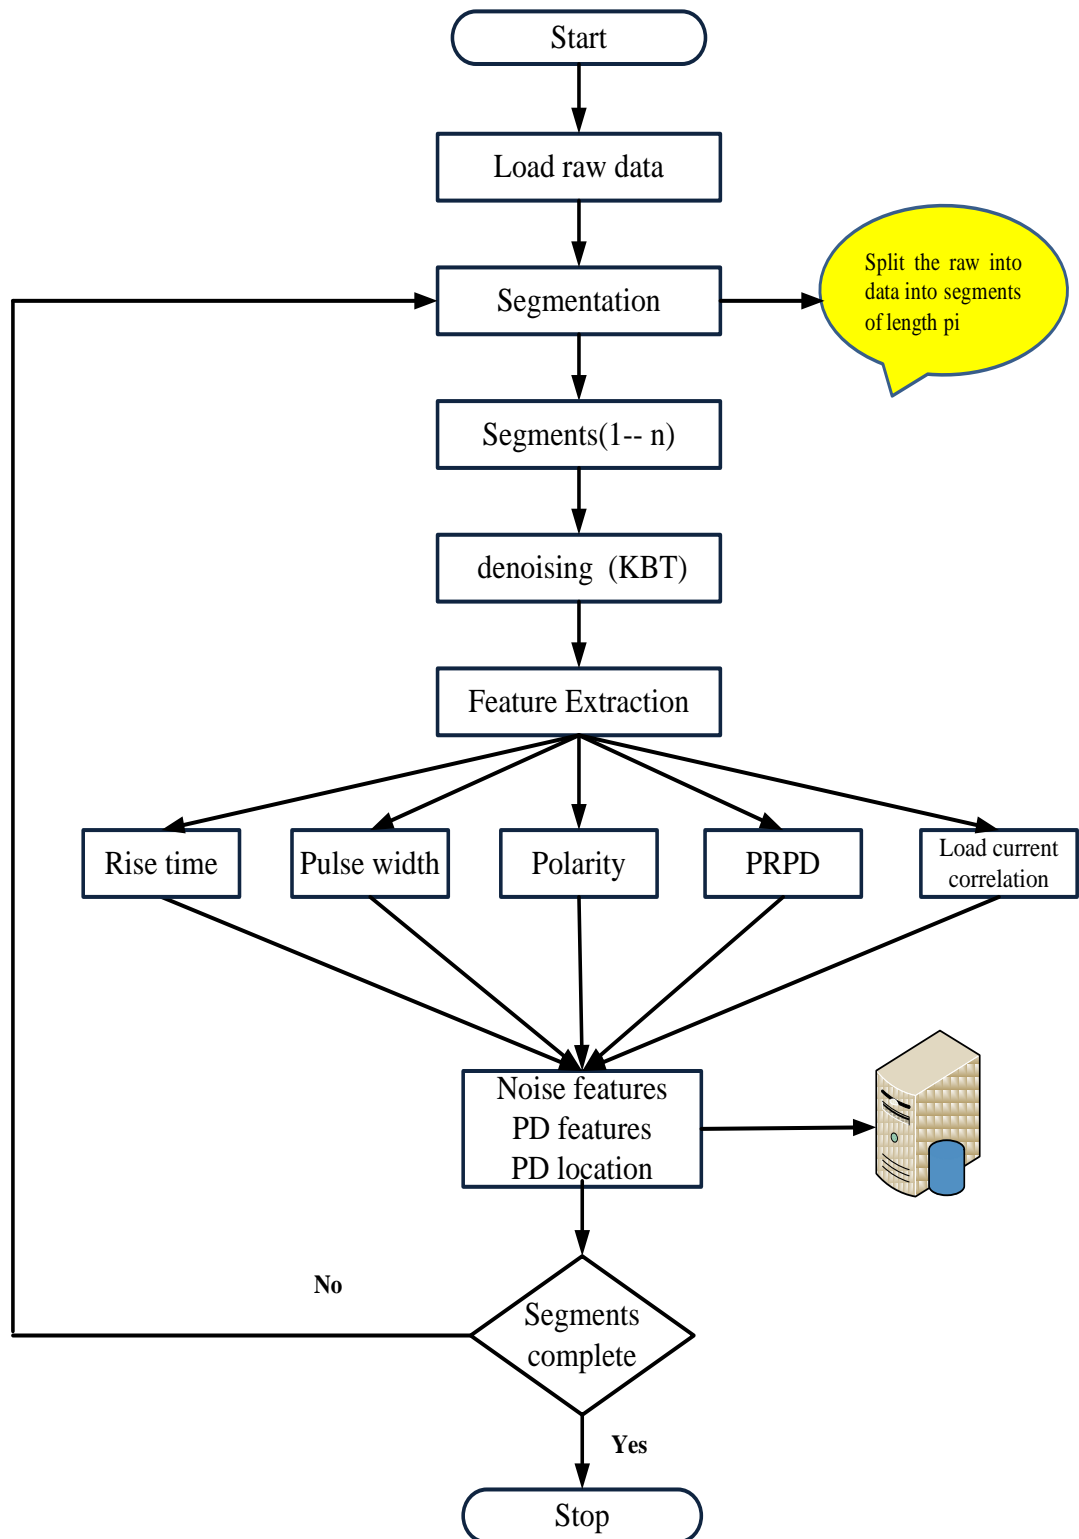 Start
Load raw data
Segmentation
Split the raw into
data into segments
of length pi
Segments(1-- n)
denoising (KBT)
Feature Extraction
Rise time
Pulse width
Polarity
PRPD
Load current
correlation
Noise features
PD features
PD location
No
Segments
complete
Yes
Stop